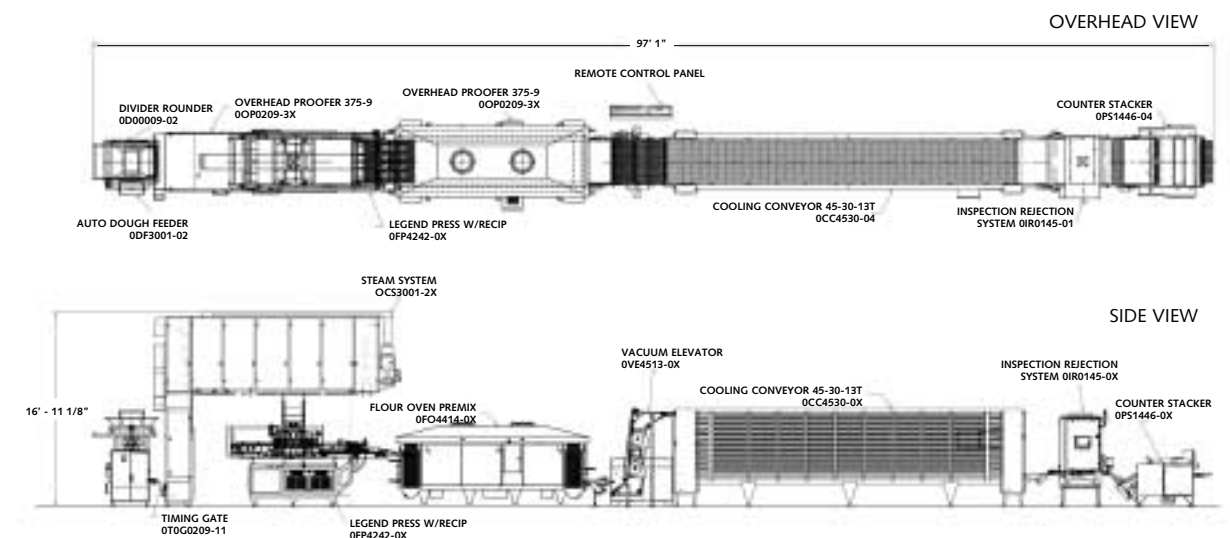 OVERHEAD VIEW
97' 1"
REMOTE CONTROL PANEL
OVERHEAD PROOFER 375-9
0OP0209-3X
OVERHEAD PROOFER 375-9
0OP0209-3X
DIVIDER ROUNDER
0D00009-02
COUNTER STACKER
0PS1446-04
AUTO DOUGH FEEDER
0DF3001-02
LEGEND PRESS W/RECIP
0FP4242-0X
COOLING CONVEYOR 45-30-13T
0CC4530-04
INSPECTION REJECTION
SYSTEM 0IR0145-01
STEAM SYSTEM
OCS3001-2X
SIDE VIEW
VACUUM ELEVATOR
0VE4513-0X
INSPECTION REJECTION
SYSTEM 0IR0145-0X
COOLING CONVEYOR 45-30-13T
0CC4530-0X
COUNTER STACKER
0PS1446-0X
16' - 11 1/8"
FLOUR OVEN PREMIX
0FO4414-0X
TIMING GATE
0T0G0209-11
LEGEND PRESS W/RECIP
0FP4242-0X